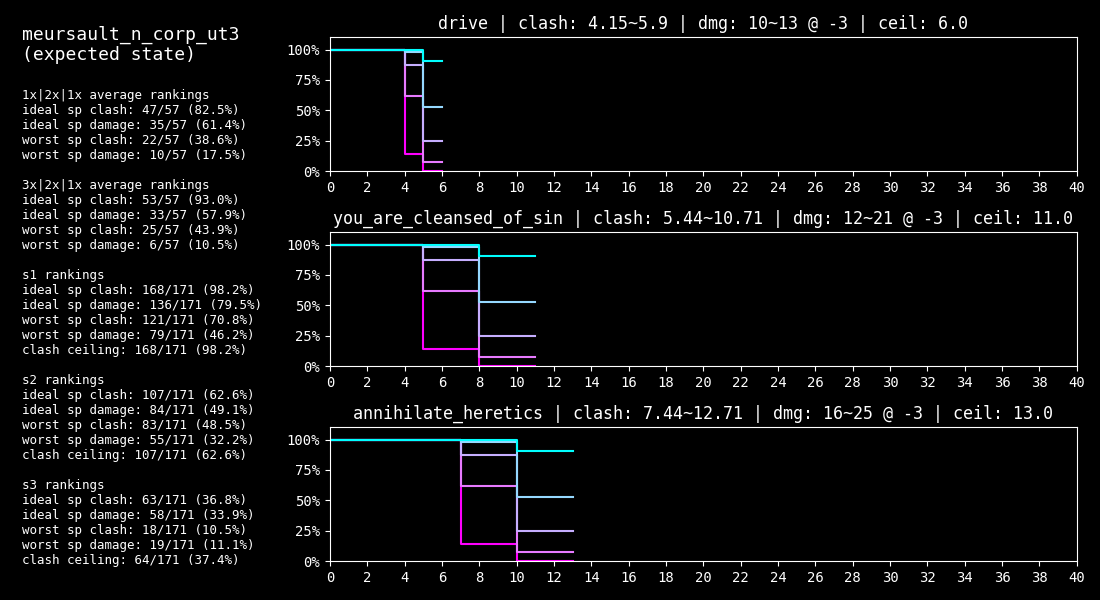 meursault_n_corp_ut3
(expected state)
1x|2x|1x average rankings
ideal sp clash: 47/57 (82.5%)
ideal sp damage: 35/57 (61.4%)
worst sp clash: 22/57 (38.6%)
worst sp damage: 10/57 (17.5%)
3x|2x|1x average rankings
ideal sp clash: 53/57 (93.0%)
ideal sp damage: 33/57 (57.9%)
worst sp clash: 25/57 (43.9%)
worst sp damage: 6/57 (10.5%)
s1 rankings
ideal sp clash: 168/171 (98.2%)
ideal sp damage: 136/171 (79.5%)
worst sp clash: 121/171 (70.8%)
worst sp damage: 79/171 (46.2%)
clash ceiling: 168/171 (98.2%)
s2 rankings
ideal sp clash: 107/171 (62.6%)
ideal sp damage: 84/171 (49.1%)
worst sp clash: 83/171 (48.5%)
worst sp damage: 55/171 (32.2%)
clash ceiling: 107/171 (62.6%)
s3 rankings
ideal sp clash: 63/171 (36.8%)
ideal sp damage: 58/171 (33.9%)
worst sp clash: 18/171 (10.5%)
worst sp damage: 19/171 (11.1%)
clash ceiling: 64/171 (37.4%)
drive | clash: 4.15~5.9 | dmg: 10~13 @ -3 | ceil: 6.0
100%
75%
50%
25%
0%
0 2 4 6 8 10 12 14 16 18 20 22 24 26 28 30 32 34 36 38 40
you_are_cleansed_of_sin | clash: 5.44~10.71 | dmg: 12~21 @ -3 | ceil: 11.0
100%
75%
50%
25%
0%
0 2 4 6 8 10 12 14 16 18 20 22 24 26 28 30 32 34 36 38 40
annihilate_heretics | clash: 7.44~12.71 | dmg: 16~25 @ -3 | ceil: 13.0
100%
75%
50%
25%
0%
0 2 4 6 8 10 12 14 16 18 20 22 24 26 28 30 32 34 36 38 40